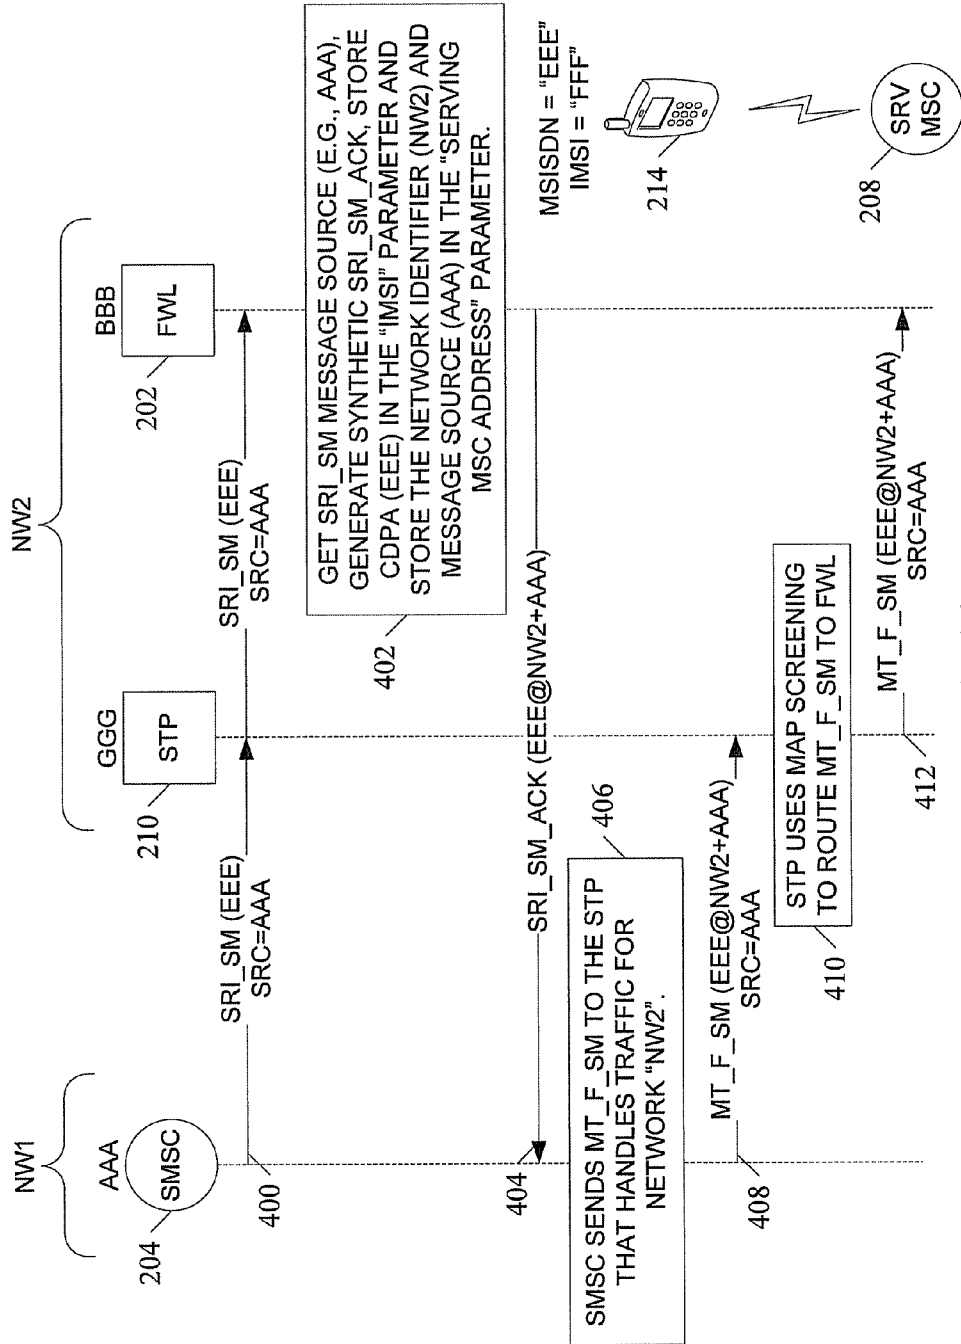 NW1
NW2
AAA
SMSC
204
GGG
STP
210
BBB
FWL
202
SRI_SM (EEE)
SRC=AAA
400
SRI_SM (EEE)
SRC=AAA
GET SRI_SM MESSAGE SOURCE (E.G., AAA),
GENERATE SYNTHETIC SRI_SM_ACK, STORE
CDPA (EEE) IN THE "IMSI" PARAMETER AND
STORE THE NETWORK IDENTIFIER (NW2) AND
MESSAGE SOURCE (AAA) IN THE "SERVING
MSC ADDRESS" PARAMETER.
402
SRI_SM_ACK (EEE@NW2+AAA)
404
SMSC SENDS MT_F_SM TO THE STP
THAT HANDLES TRAFFIC FOR
NETWORK "NW2".
406
MT_F_SM (EEE@NW2+AAA)
SRC=AAA
408
STP USES MAP SCREENING
TO ROUTE MT_F_SM TO FWL
410
MT_F_SM (EEE@NW2+AAA)
SRC=AAA
412
MSISDN = "EEE"
IMSI = "FFF"
214
SRV
MSC
208